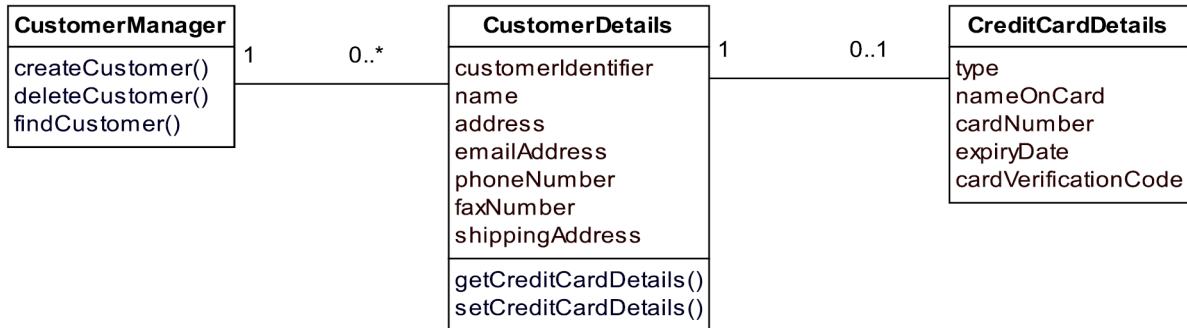 CustomerManager
createCustomer()
deleteCustomer()
findCustomer()
1
0..*
CustomerDetails
customerIdentifier
name
address
emailAddress
phoneNumber
faxNumber
shippingAddress
getCreditCardDetails()
setCreditCardDetails()
1
0..1
CreditCardDetails
type
nameOnCard
cardNumber
expiryDate
cardVerificationCode